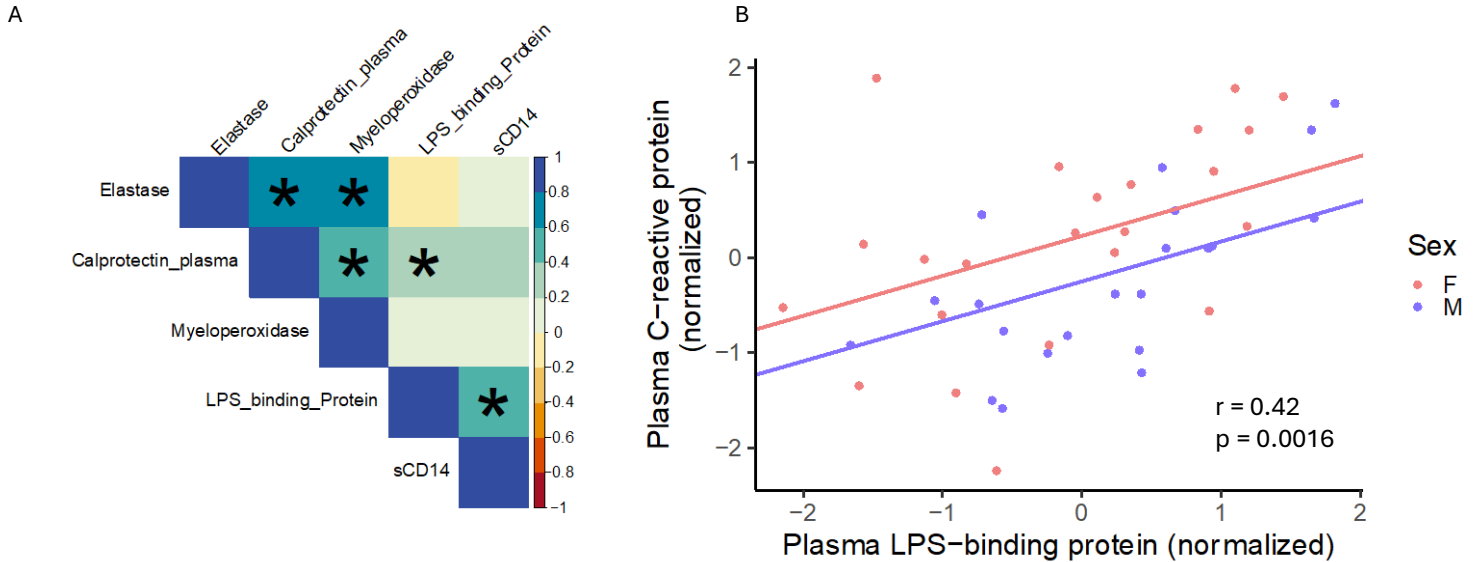 A
B
Elastase
Calprotectin_plasma
Myeloperoxidase
LPS_binding_Protein
sCD14
Elastase
Calprotectin_plasma
Myeloperoxidase
LPS_binding_Protein
sCD14
*
*
*
*
*
1
0.8
0.6
0.4
0.2
0
−0.2
−0.4
−0.6
−0.8
−1
Plasma C−reactive protein
(normalized)
2
1
0
−1
−2
−2
−1
0
1
2
Plasma LPS−binding protein (normalized)
r = 0.42
p = 0.0016
Sex
F
M